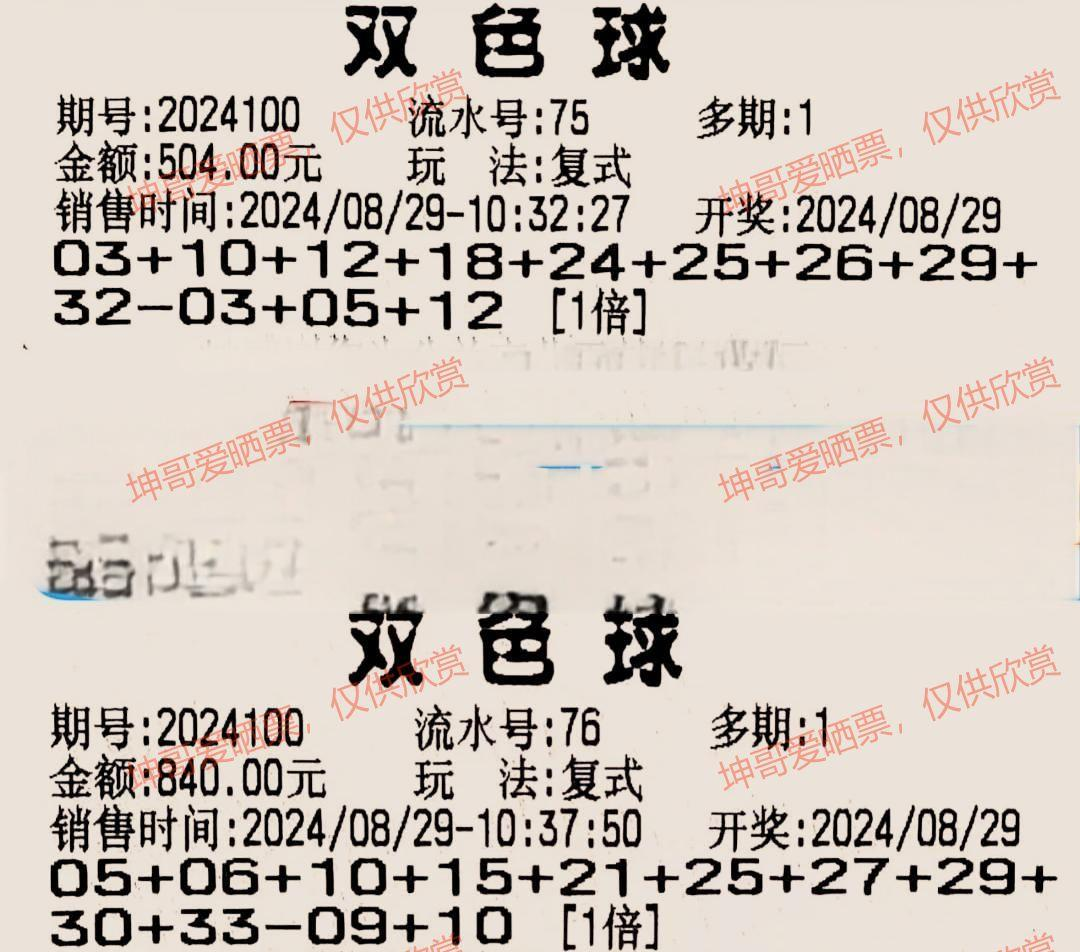 双色球
期号:2024100 流水号:75 多期:1
金额:504.00元 玩 法:复式
销售时间:2024/08/29-10:32:27 开奖:2024/08/29
03+10+12+18+24+25+26+29+
32-03+05+12 [1倍]
坤哥爱晒票，仅供欣赏
坤哥爱晒票，仅供欣赏
坤哥爱晒票，仅供欣赏
坤哥爱晒票，仅供欣赏
双色球
期号:2024100 流水号:76 多期:1
金额:840.00元 玩 法:复式
销售时间:2024/08/29-10:37:50 开奖:2024/08/29
05+06+10+15+21+25+27+29+
30+33-09+10 [1倍]
坤哥爱晒票，仅供欣赏
坤哥爱晒票，仅供欣赏